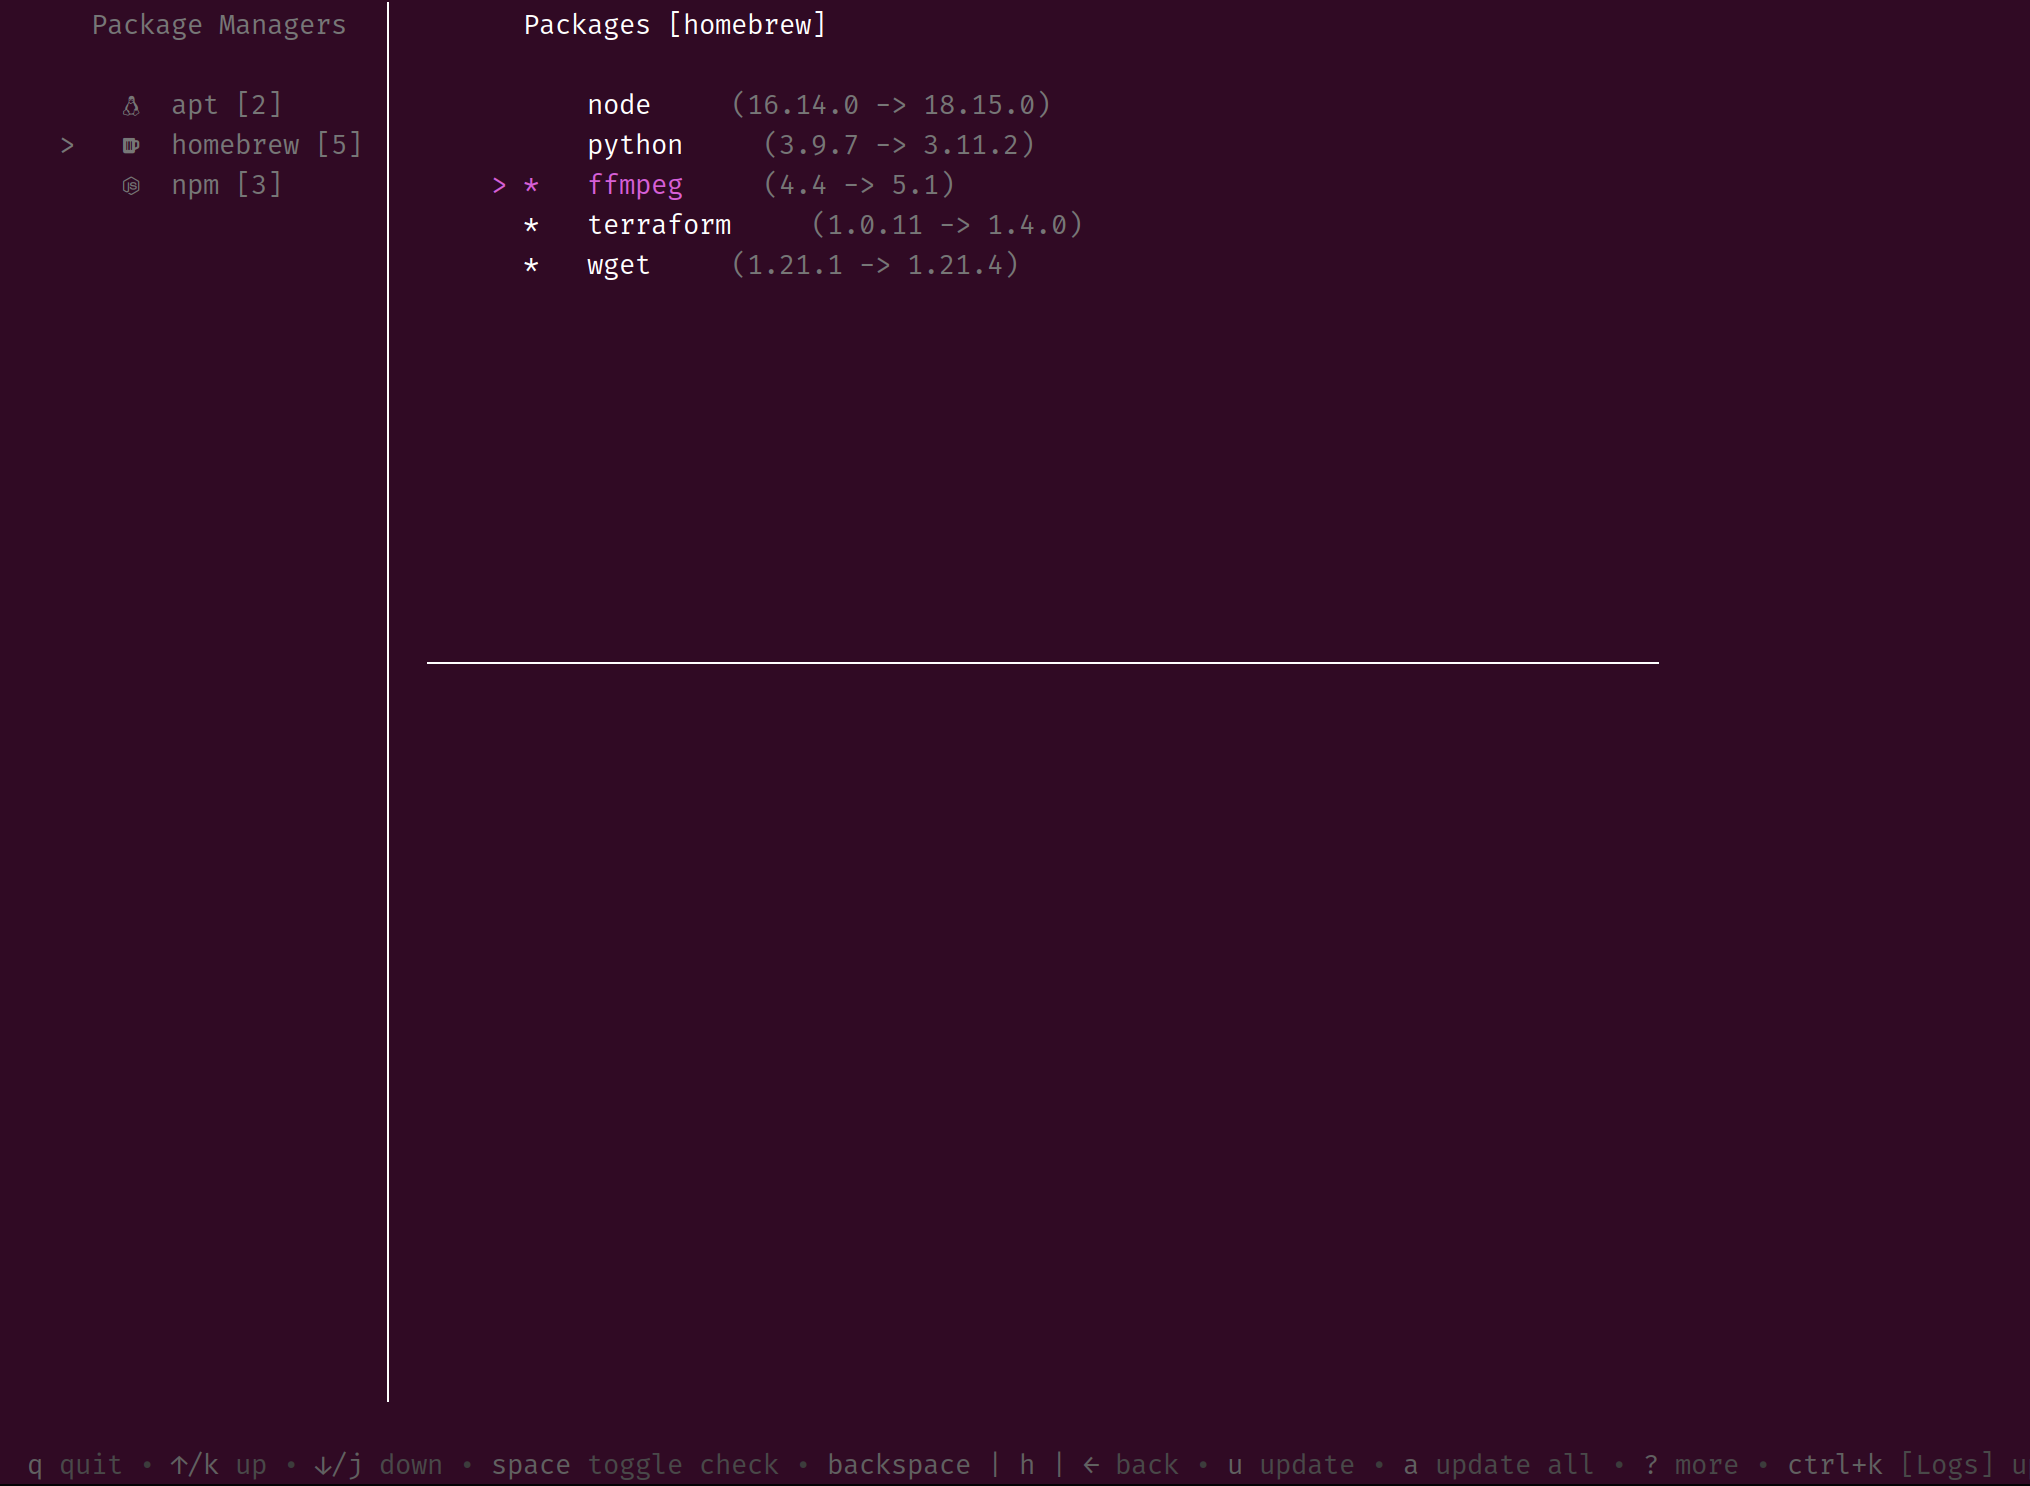 Package Managers
apt [2]
> homebrew [5]
npm [3]
Packages [homebrew]
node (16.14.0 -> 18.15.0)
python (3.9.7 -> 3.11.2)
> * ffmpeg (4.4 -> 5.1)
* terraform (1.0.11 -> 1.4.0)
* wget (1.21.1 -> 1.21.4)
q quit • ↑/k up • ↓/j down • space toggle check • backspace | h | ← back • u update • a update all • ? more • ctrl+k [Logs] u